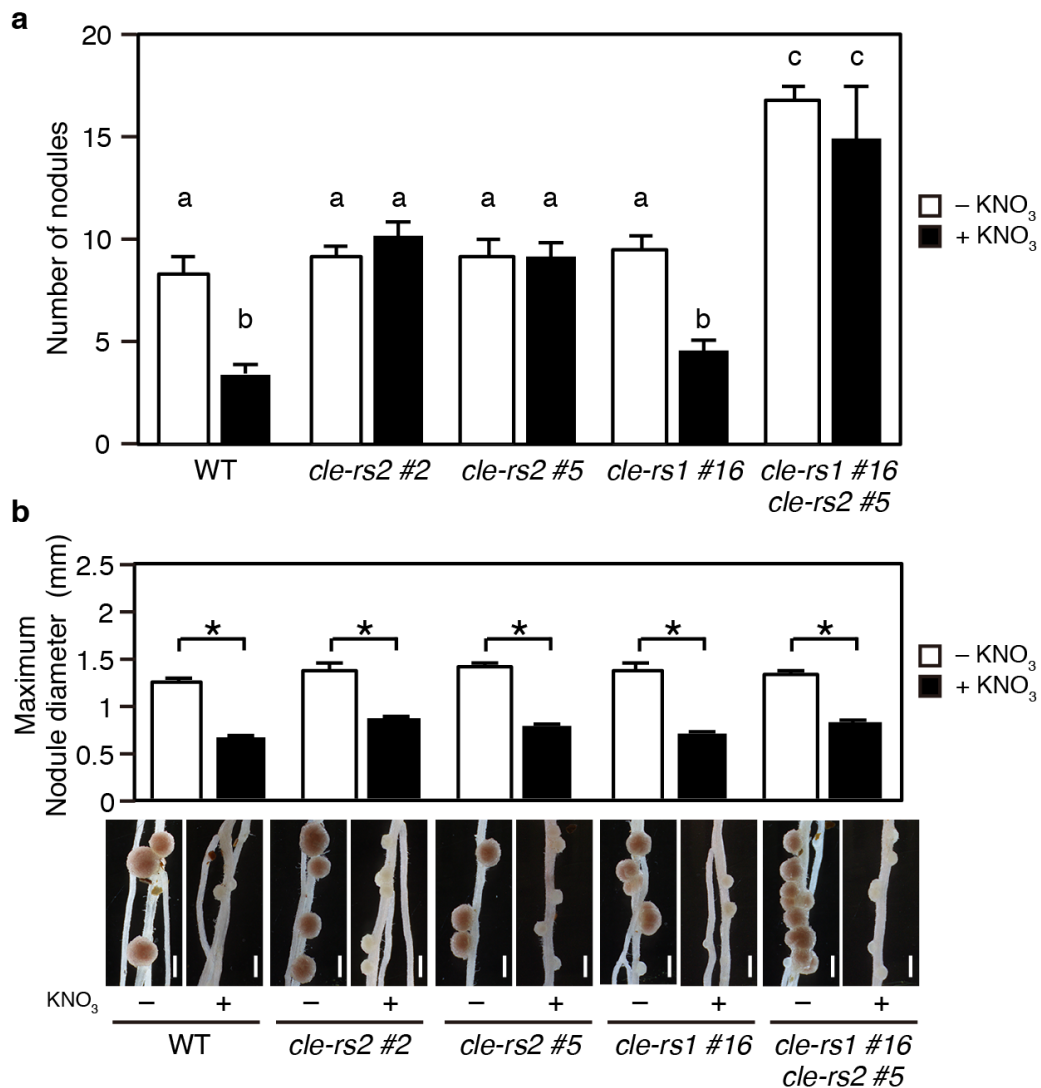 a
Number of nodules
20
15
10
5
0
a
b
a
a
a
a
a
b
c
c
WT
cle-rs2 #2
cle-rs2 #5
cle-rs1 #16
cle-rs1 #16
cle-rs2 #5
– KNO3
+ KNO3
b
Maximum
Nodule diameter (mm)
2.5
2
1.5
1
0.5
0
*
*
*
*
*
– KNO3
+ KNO3
KNO3 – + – + – + – + – +
WT
cle-rs2 #2
cle-rs2 #5
cle-rs1 #16
cle-rs1 #16
cle-rs2 #5